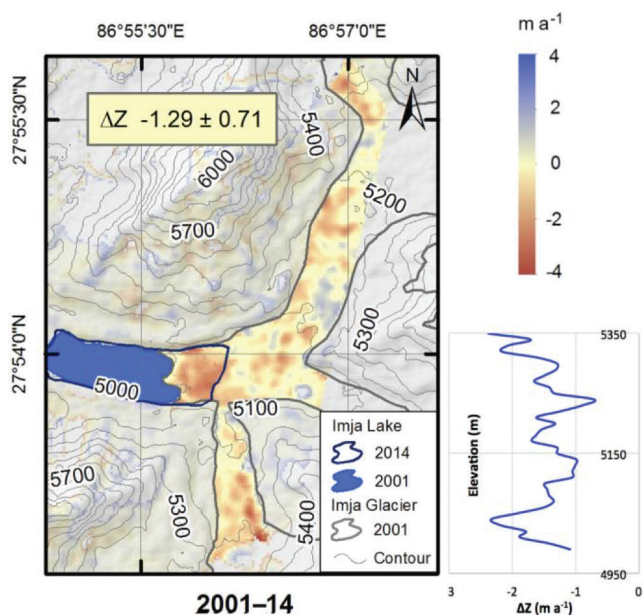 m a⁻¹
86°55'30"E 86°57'0"E
4
2
0
-2
-4
27°55'30"N
27°54'0"N
N
ΔZ -1.29 ± 0.71
5400
6000
5200
5700
5300
5000
5100
5700
5300
5400
Imja Lake
2014
2001
Imja Glacier
2001
Contour
2001–14
5350
5150
4950
Elevation (m)
3 -2 -1 0
ΔZ (m a⁻¹)